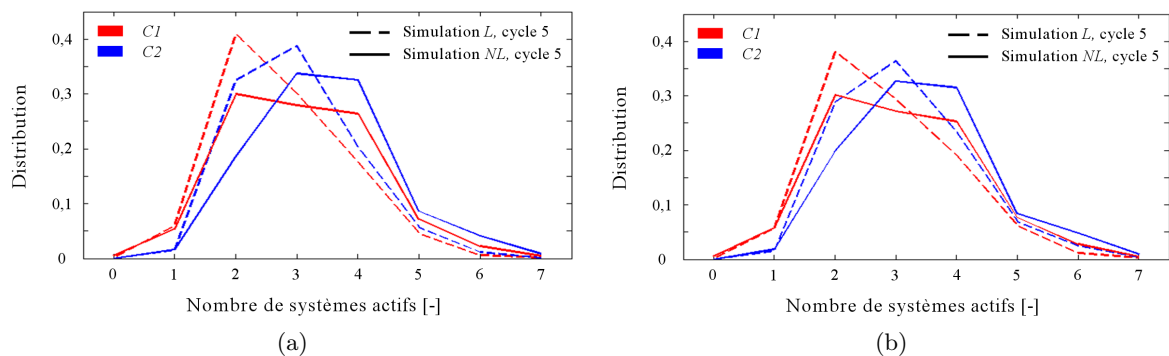 0,4
0,3
0,2
0,1
0
Distribution
C1
C2
Simulation L, cycle 5
Simulation NL, cycle 5
0 1 2 3 4 5 6 7
Nombre de systèmes actifs [-]
(a)
0,4
0,3
0,2
0,1
0
Distribution
C1
C2
Simulation L, cycle 5
Simulation NL, cycle 5
0 1 2 3 4 5 6 7
Nombre de systèmes actifs [-]
(b)